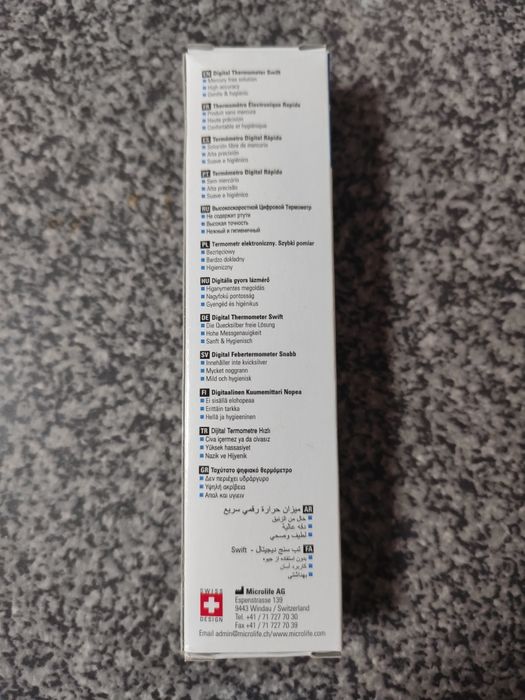 EN Digital Thermometer Swift
Mercury free solution
High accuracy
Gentle & hygienic
FR Thermomètre Électronique Rapide
Produit sans mercure
Haute précision
Confortable et hygiénique
ES Termómetro Digital Rápida
Solución libre de mercurio
Alta precisión
Suave e higiénico
PT Termómetro Digital Rápida
Sem mercúrio
Alta precisão
Suave e higiénico
RU Высокоскоростной Цифровой Термометр
Не содержит ртути
Высокая точность
Нежный и гигиеничный
PL Termometr elektroniczny. Szybki pomiar
Bezrtęciowy
Bardzo dokładny
Higieniczny
HU Digitális gyors lázmérő
Higanymentes megoldás
Nagyfokú pontosság
Gyengéd és higénikus
DE Digital Thermometer Swift
Die Quecksilber freie Lösung
Hohe Messgenauigkeit
Sanft & Hygienisch
SV Digital Febertermometer Snabb
Innehåller inte kvicksilver
Mycket noggrann
Mild och hygienisk
FI Digitaalinen Kuumemittari Nopea
Ei sisällä elohopeaa
Erittäin tarkka
Hellä ja hygieeninen
TR Dijital Termometre Hızlı
Civa içermez ya da civasız
Yüksek hassasiyet
Nazik ve Hijyenik
GR Ταχύτατο ψηφιακό θερμόμετρο
Δεν περιέχει υδράργυρο
Υψηλή ακρίβεια
Απαλ και υγιειν
AR ميزان حرارة رقمي سريع
خال من الزئبق
دقة عالية
لطيف وصحي
FA تب سنج دیجیتال - Swift
بدون استفاده از جیوه
کاربرد آسان
بهداشتی
SWISS
DESIGN
Microlife AG
Espenstrasse 139
9443 Widnau / Switzerland
Tel. +41 / 71 727 70 30
Fax +41 / 71 727 70 39
Email admin@microlife.ch/www.microlife.com